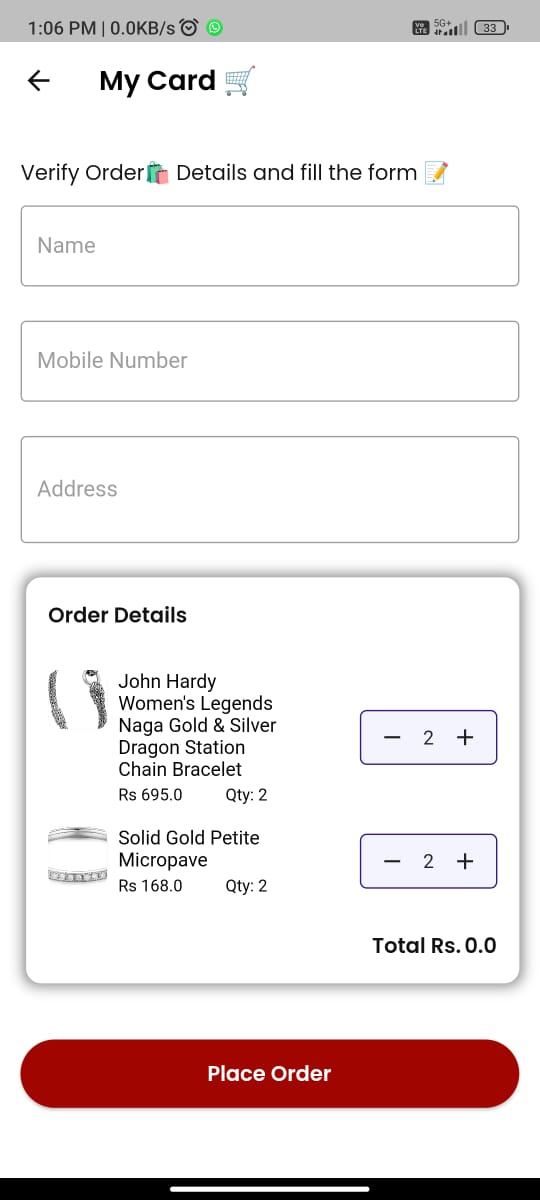 1:06 PM | 0.0KB/s
Vo LTE 5G+ 33
My Card
Verify Order🛍️ Details and fill the form 📝
Name
Mobile Number
Address
Order Details
John Hardy
Women's Legends
Naga Gold & Silver
Dragon Station
Chain Bracelet
Rs 695.0 Qty: 2
− 2 +
Solid Gold Petite
Micropave
Rs 168.0 Qty: 2
− 2 +
Total Rs. 0.0
Place Order